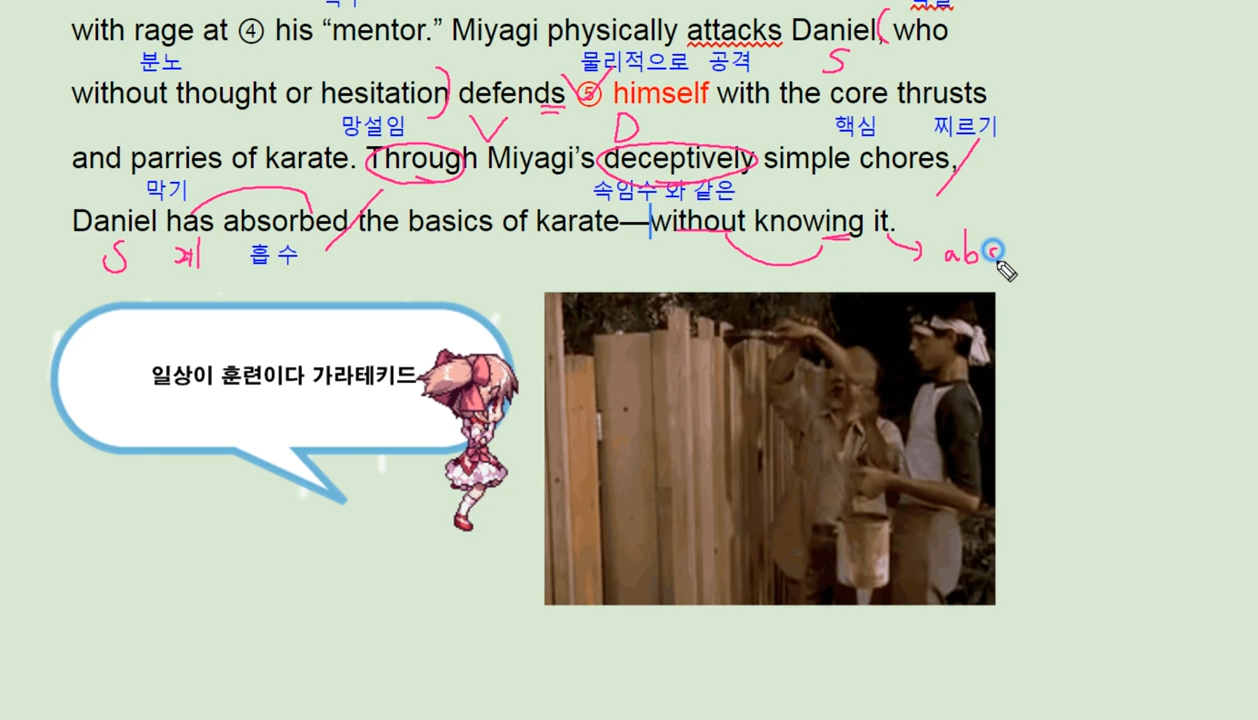 with rage at ④ his “mentor.” Miyagi physically attacks Daniel, who
분노 물리적으로 공격 S
without thought or hesitation defends ⑤ himself with the core thrusts
망설임 V D 핵심 찌르기
and parries of karate. Through Miyagi’s deceptively simple chores,
막기 속임수 와 같은
Daniel has absorbed the basics of karate—without knowing it.
S 계 흡 수 ab
일상이 훈련이다 가라테키드